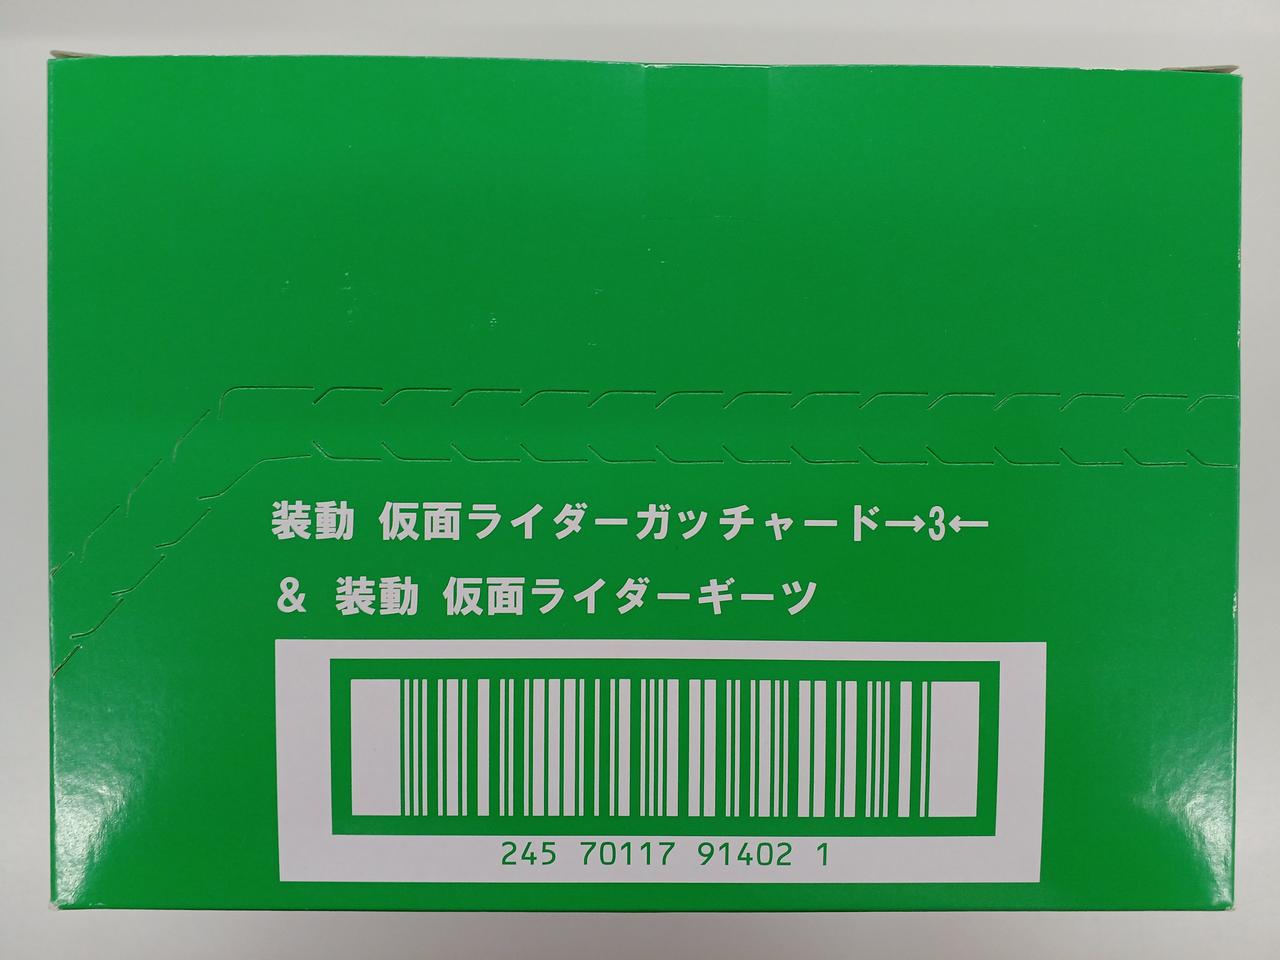 装動 仮面ライダーガッチャード→3←
& 装動 仮面ライダーギーツ
245 70117 91402 1